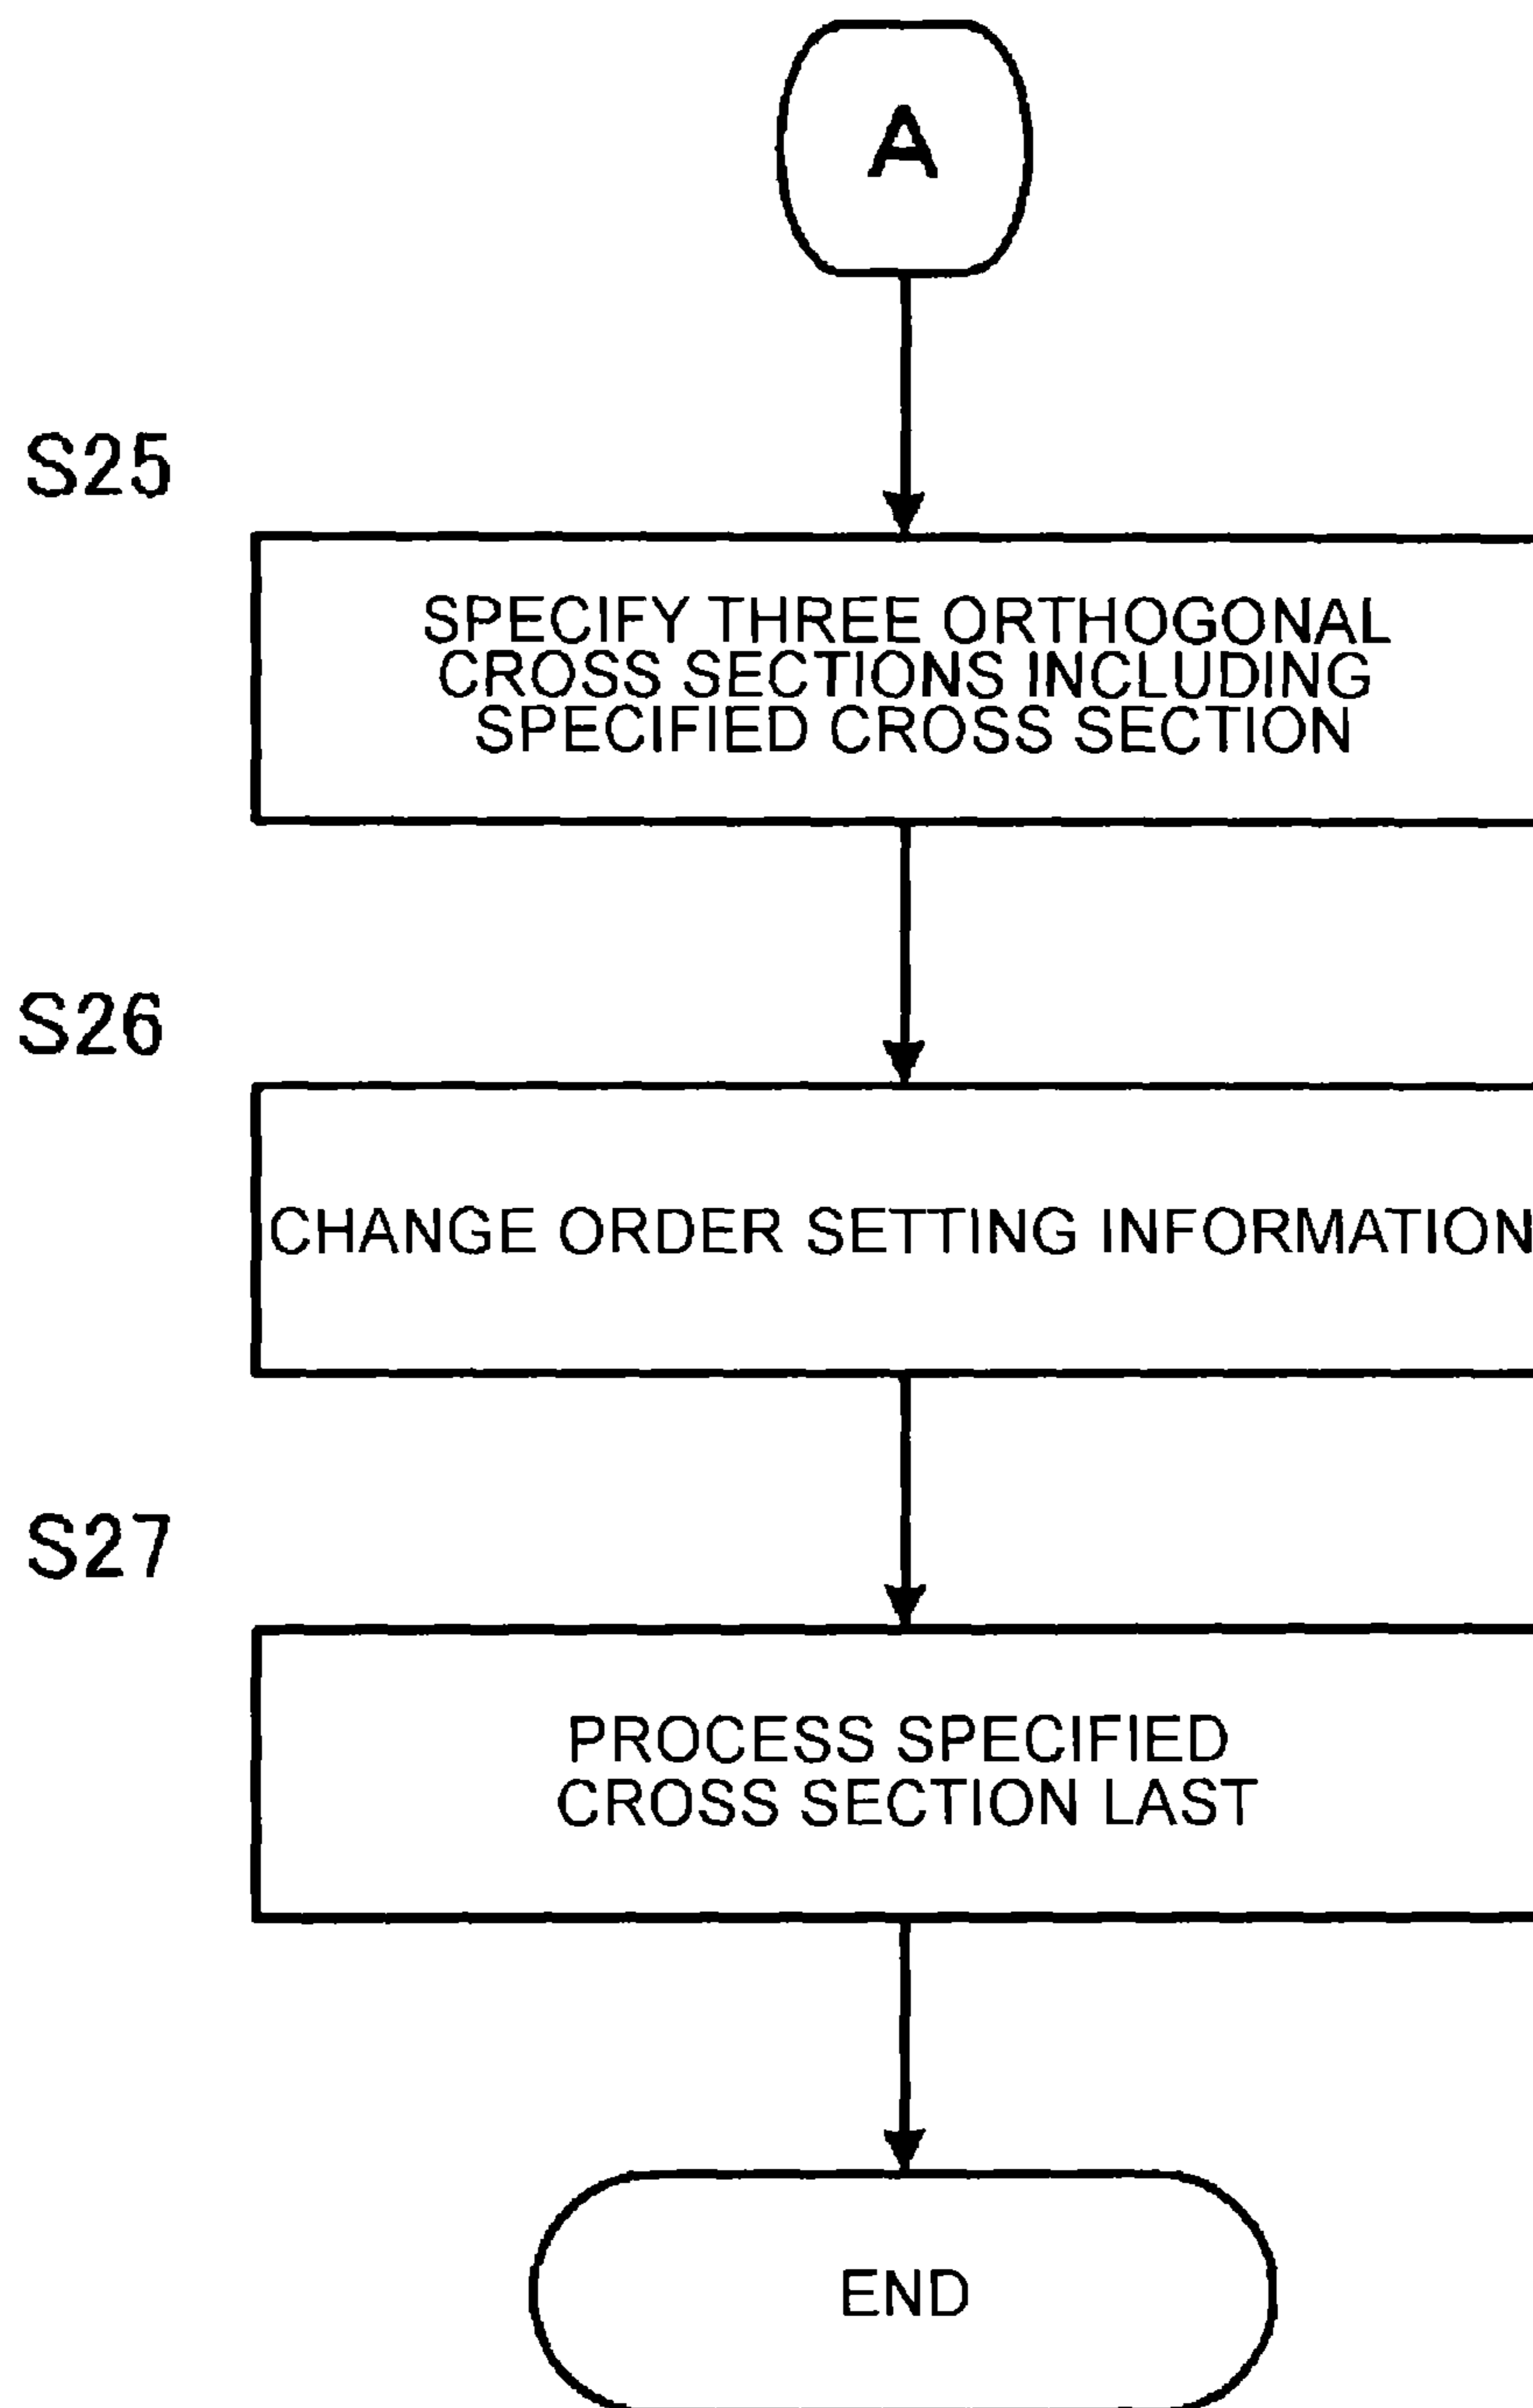 A
S25
SPECIFY THREE ORTHOGONAL
CROSS SECTIONS INCLUDING
SPECIFIED CROSS SECTION
S26
CHANGE ORDER SETTING INFORMATION
S27
PROCESS SPECIFIED
CROSS SECTION LAST
END